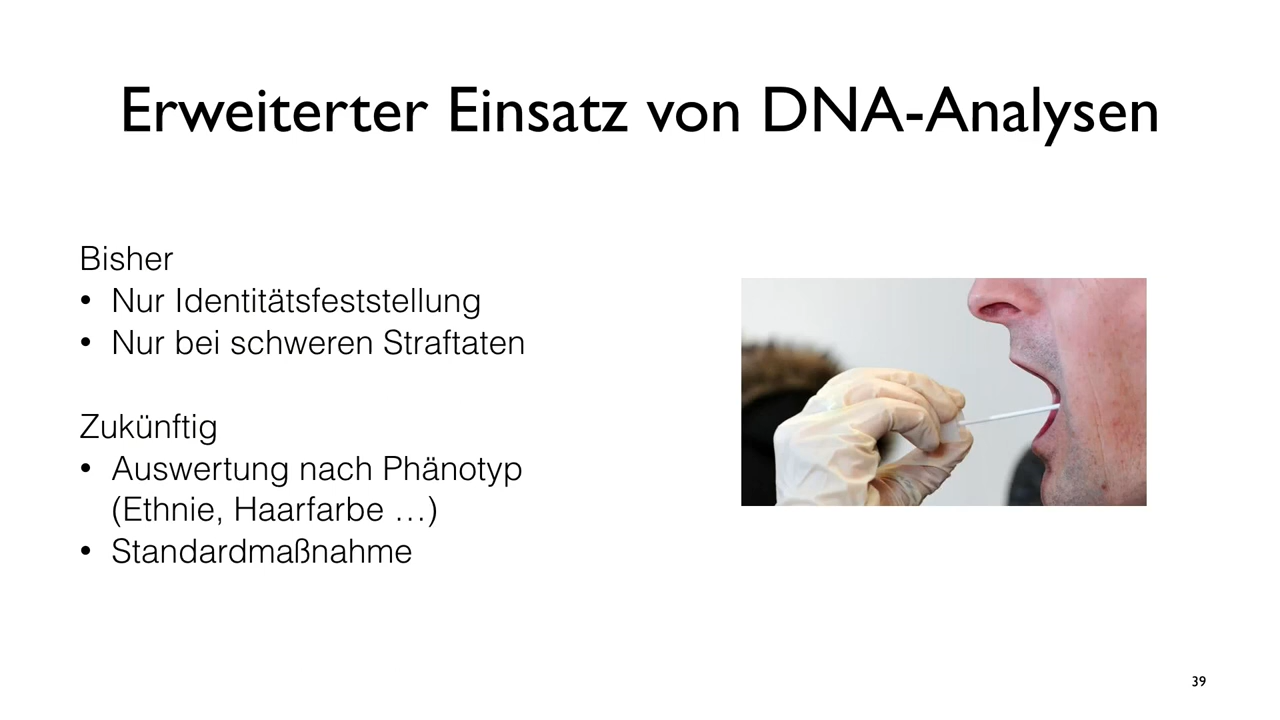 Erweiterter Einsatz von DNA-Analysen
Bisher
• Nur Identitätsfeststellung
• Nur bei schweren Straftaten
Zukünftig
• Auswertung nach Phänotyp
(Ethnie, Haarfarbe …)
• Standardmaßnahme
39